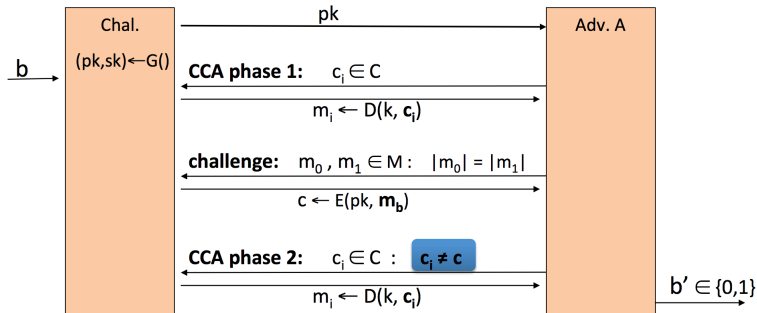 Chal.
pk
Adv. A
(pk,sk)←G()
b
CCA phase 1: cᵢ ∈ C
mᵢ ← D(k, cᵢ)
challenge: m₀ , m₁ ∈ M : |m₀| = |m₁|
c ← E(pk, m_b)
CCA phase 2: cᵢ ∈ C : cᵢ ≠ c
mᵢ ← D(k, cᵢ)
b’ ∈ {0,1}